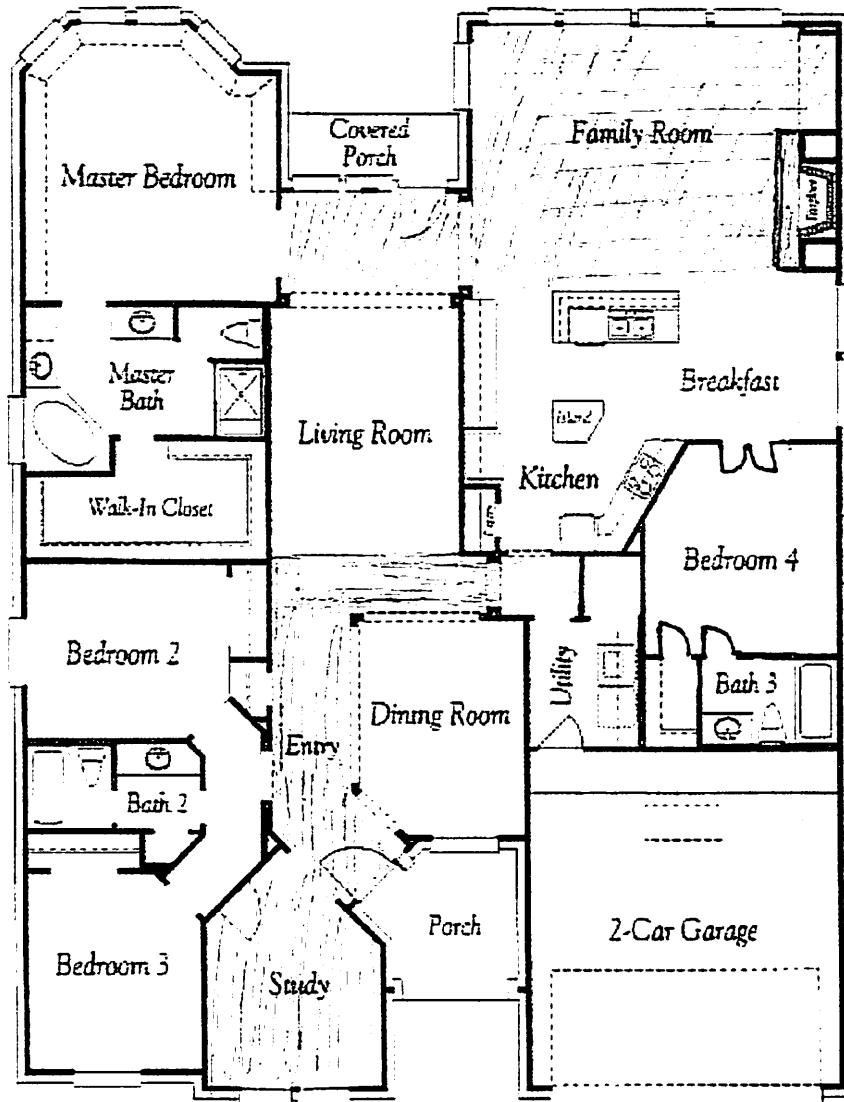 Covered
Porch
Family Room
Master Bedroom
Master
Bath
Breakfast
island
Living Room
Kitchen
Walk-In Closet
Bedroom 4
Bedroom 2
Utility
Bath 3
Dining Room
Entry
Bath 2
Porch
2-Car Garage
Bedroom 3
Study